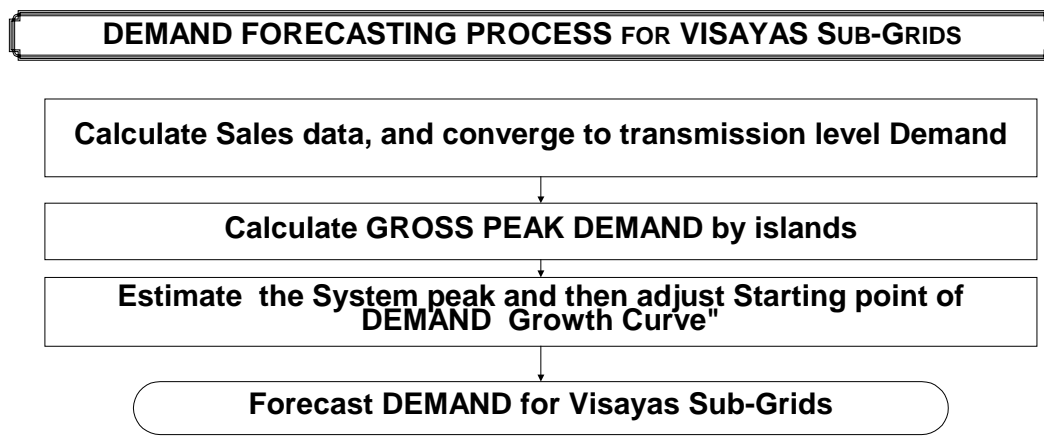 DEMAND FORECASTING PROCESS FOR VISAYAS SUB-GRIDS
Calculate Sales data, and converge to transmission level Demand
Calculate GROSS PEAK DEMAND by islands
Estimate the System peak and then adjust Starting point of
DEMAND Growth Curve"
Forecast DEMAND for Visayas Sub-Grids